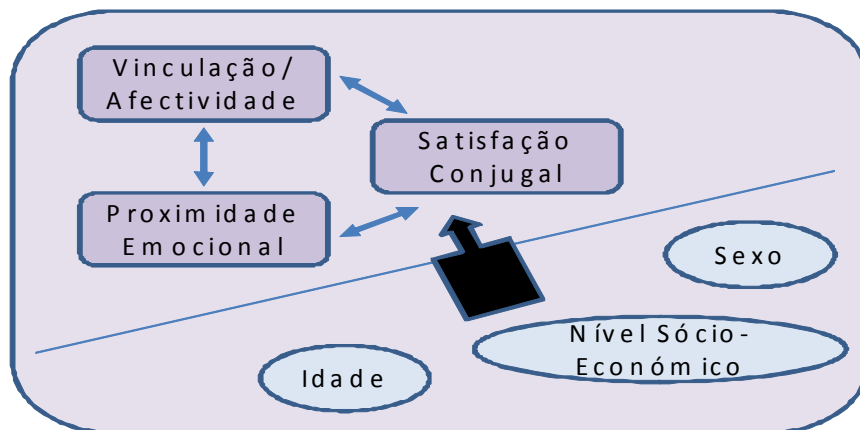 Vinculação/
Afectividade
Satisfação
Conjugal
Proximidade
Emocional
Sexo
Nível Sócio-
Económico
Idade